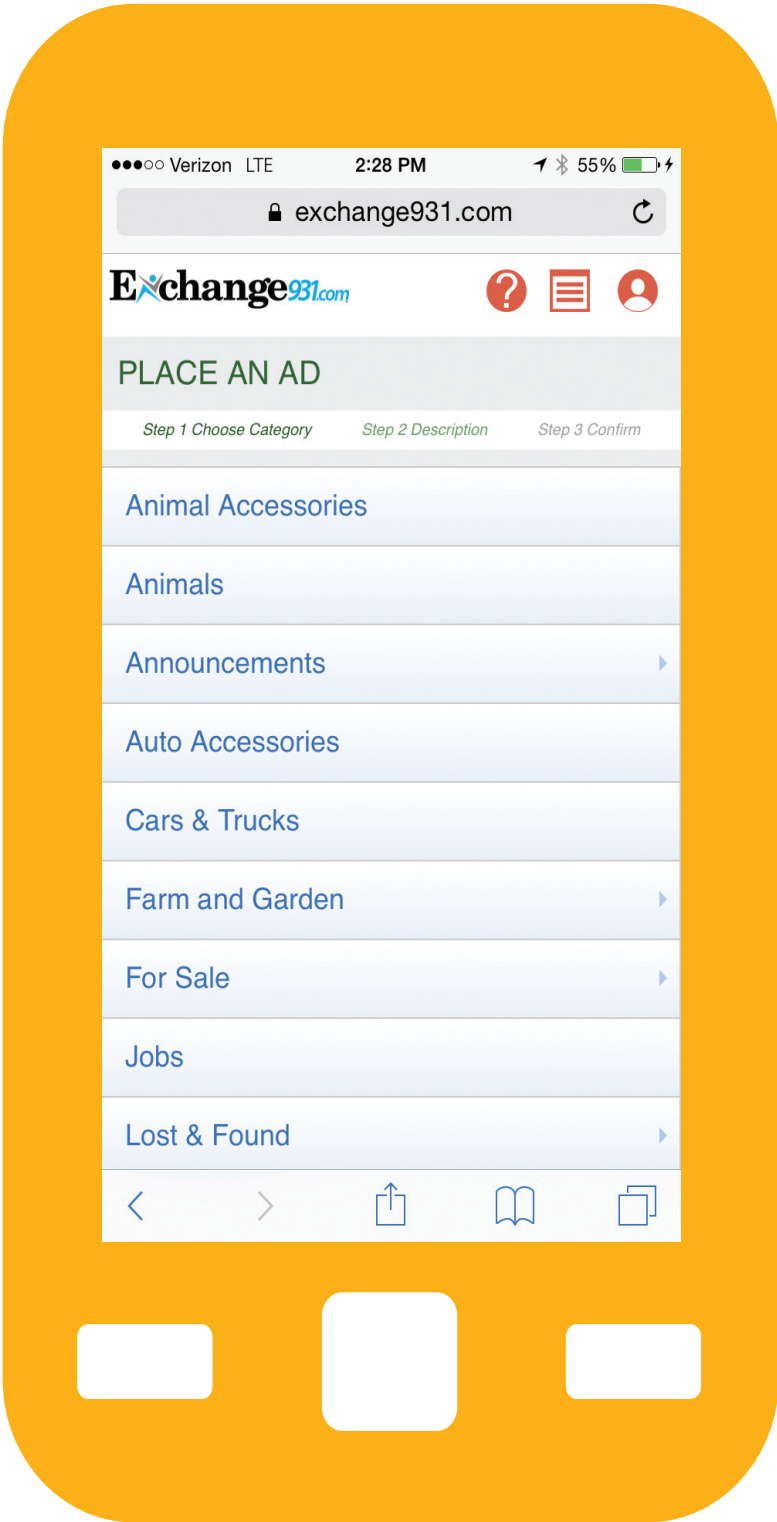 Verizon LTE 2:28 PM 55%
exchange931.com
Exchange931.com
PLACE AN AD
Step 1 Choose Category Step 2 Description Step 3 Confirm
Animal Accessories
Animals
Announcements
Auto Accessories
Cars & Trucks
Farm and Garden
For Sale
Jobs
Lost & Found